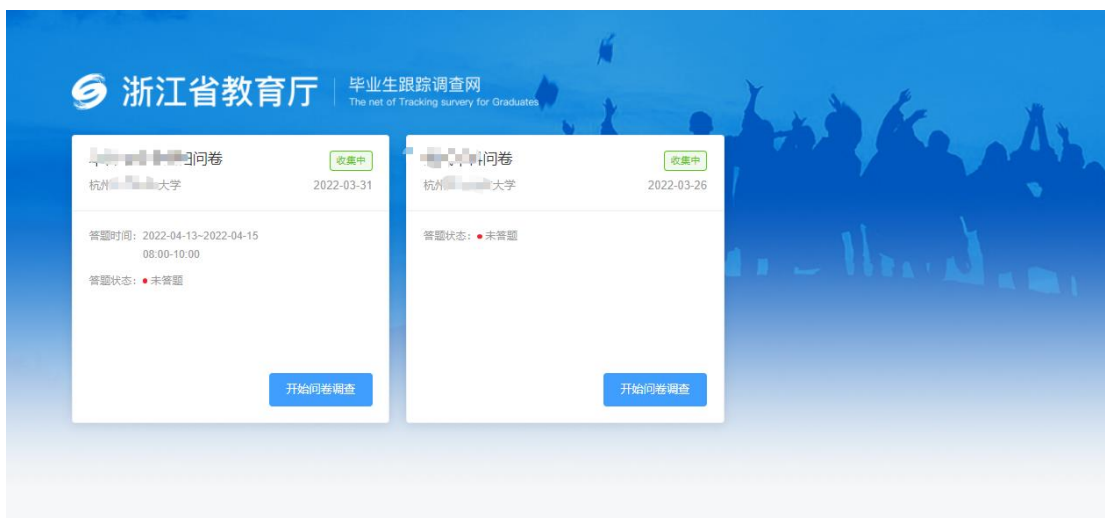 浙江省教育厅
毕业生跟踪调查网
The net of Tracking survery for Graduates
问卷
收集中
杭州
大学
2022-03-31
答题时间：2022-04-13~2022-04-15
08:00-10:00
答题状态：未答题
开始问卷调查
问卷
收集中
杭州
大学
2022-03-26
答题状态：未答题
开始问卷调查